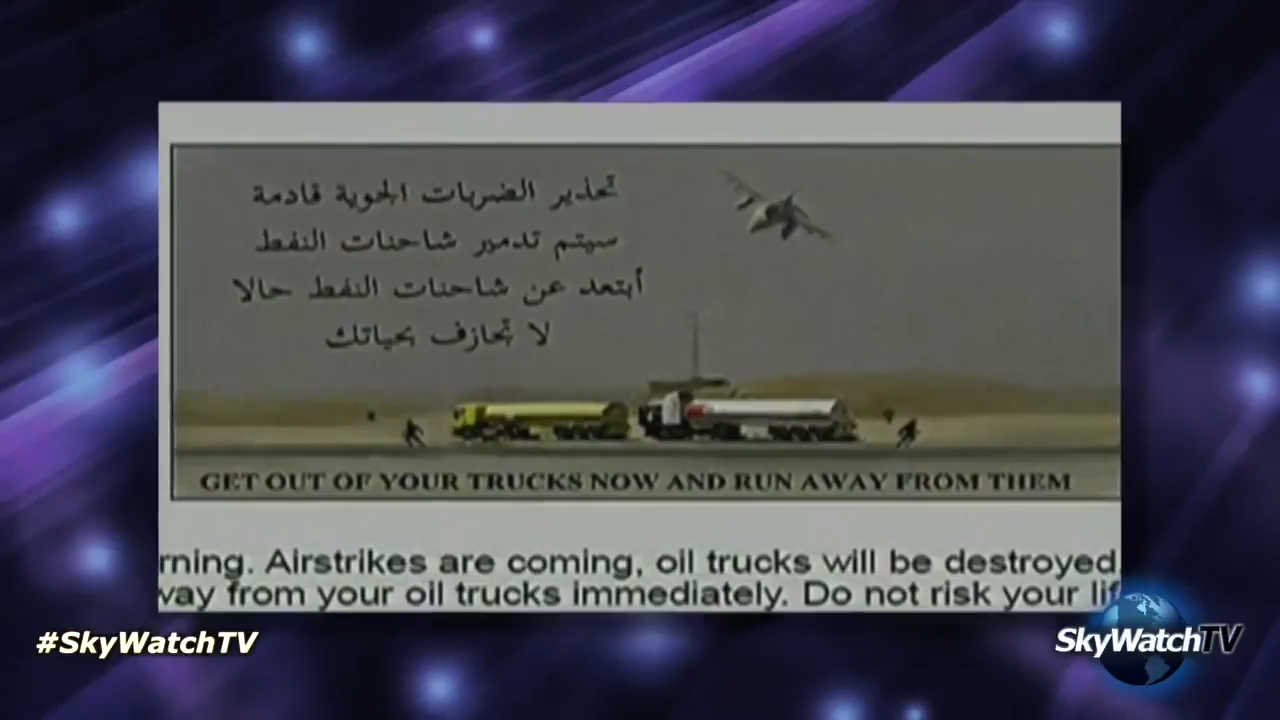 تحذير الضربات الجوية قادمة
سيتم تدمير شاحنات النفط
أبتعد عن شاحنات النفط حالا
لا تجازف بحياتك
GET OUT OF YOUR TRUCKS NOW AND RUN AWAY FROM THEM
rning. Airstrikes are coming, oil trucks will be destroyed.
way from your oil trucks immediately. Do not risk your lif
#SkyWatchTV
SkyWatchTV